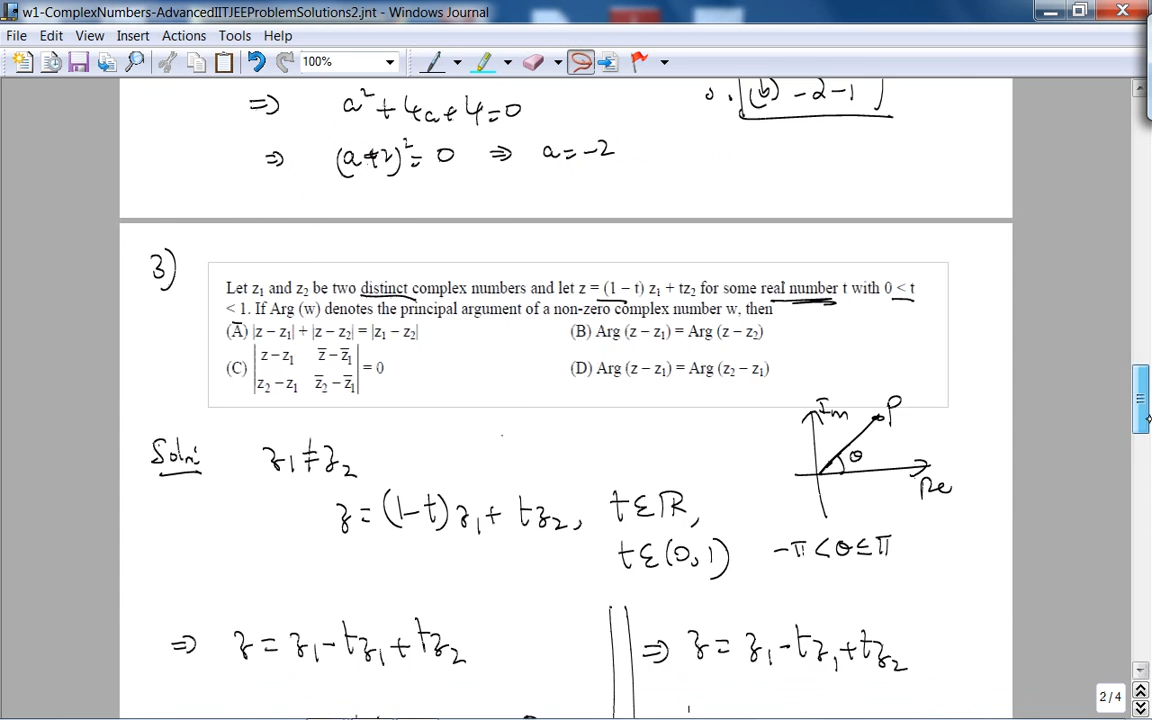 w1-ComplexNumbers-AdvancedIITJEEProblemSolutions2.jnt - Windows Journal
File Edit View Insert Actions Tools Help
100%
⇒ a² + 4a + 4 = 0
∴ (b) -2-1
⇒ (a+2)² = 0 ⇒ a = -2
3)
Let z₁ and z₂ be two distinct complex numbers and let z = (1 − t) z₁ + tz₂ for some real number t with 0 < t
< 1. If Arg (w) denotes the principal argument of a non-zero complex number w, then
(A) |z − z₁| + |z − z₂| = |z₁ − z₂|
(B) Arg (z − z₁) = Arg (z − z₂)
(C) | z − z₁ z̄ − z̄₁ |
| z₂ − z₁ z̄₂ − z̄₁ | = 0
(D) Arg (z − z₁) = Arg (z₂ − z₁)
Im P
θ
Re
Soln: z₁ ≠ z₂
z = (1-t)z₁ + tz₂, t ∈ ℝ,
t ∈ (0,1) -π < θ ≤ π
⇒ z = z₁ - tz₁ + tz₂
⇒ z = z₁ - tz₁ + tz₂
2 / 4